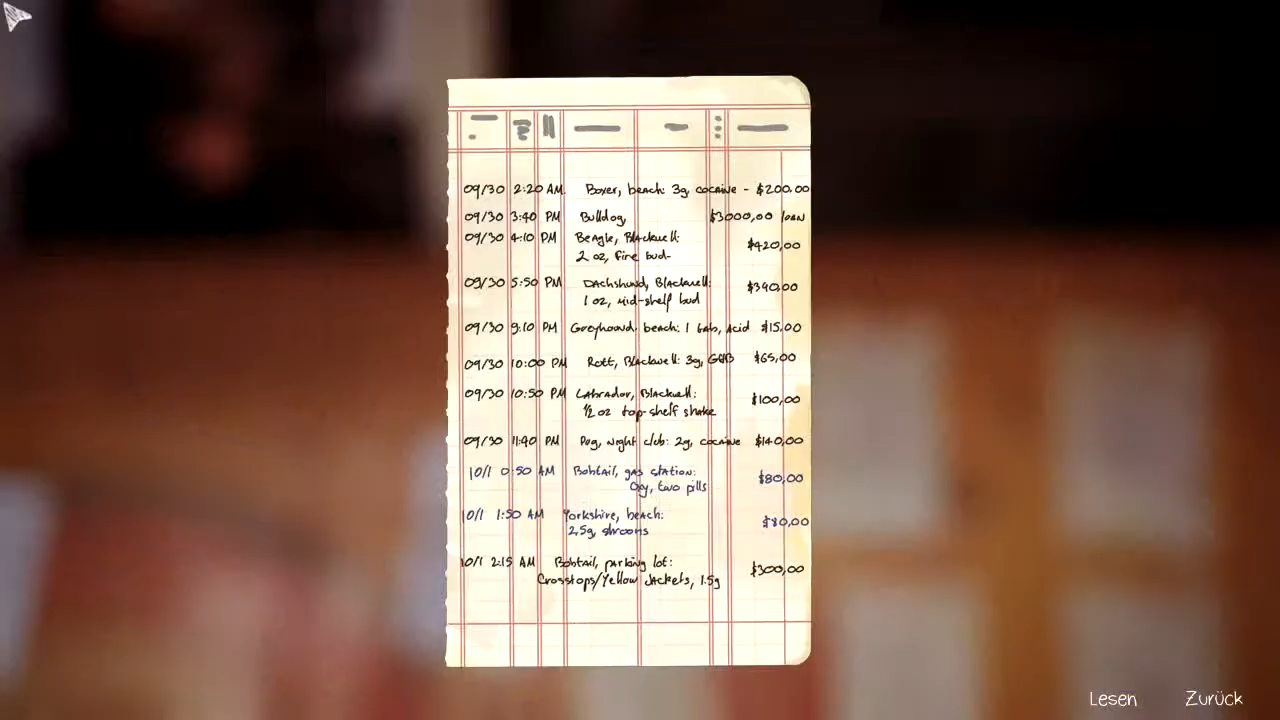 09/30 2:20 AM. Boxer, beach: 3g, cocaine - $200.00
09/30 3:40 PM Bulldog, $3000,00 loan
09/30 4:10 PM Beagle, Blackwell: $420,00
2 oz, fire bud-
09/30 5:50 PM Dachshund, Blackwell: $340,00
1 oz, mid-shelf bud
09/30 9:10 PM Greyhound, beach: 1 tab, Acid $15.00
09/30 10:00 PM Rott, Blackwell: 3g, GHB $65,00
09/30 10:50 PM Labrador, Blackwell: $100,00
1/2 oz top-shelf shake
09/30 11:40 PM Pug, night club: 2g, cocaine $140,00
10/1 0:50 AM Bobtail, gas station: $80,00
Oxy, two pills
10/1 1:50 AM Yorkshire, beach:
2,5g, shrooms
10/1 2:15 AM Bobtail, parking lot: $300,00
Crosstops/Yellow Jackets, 1.5g
Lesen Zurück